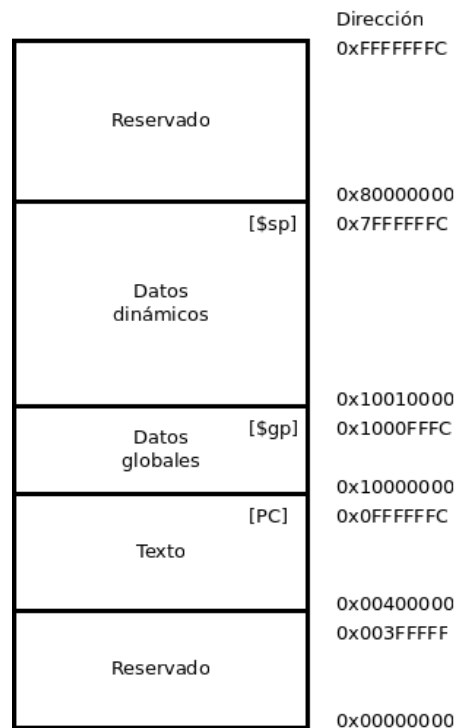 Dirección
0xFFFFFFFC
Reservado
0x80000000
[$sp] 0x7FFFFFFC
Datos
dinámicos
0x10010000
[$gp] 0x1000FFFC
Datos
globales
0x10000000
[PC] 0x0FFFFFFC
Texto
0x00400000
0x003FFFFF
Reservado
0x00000000